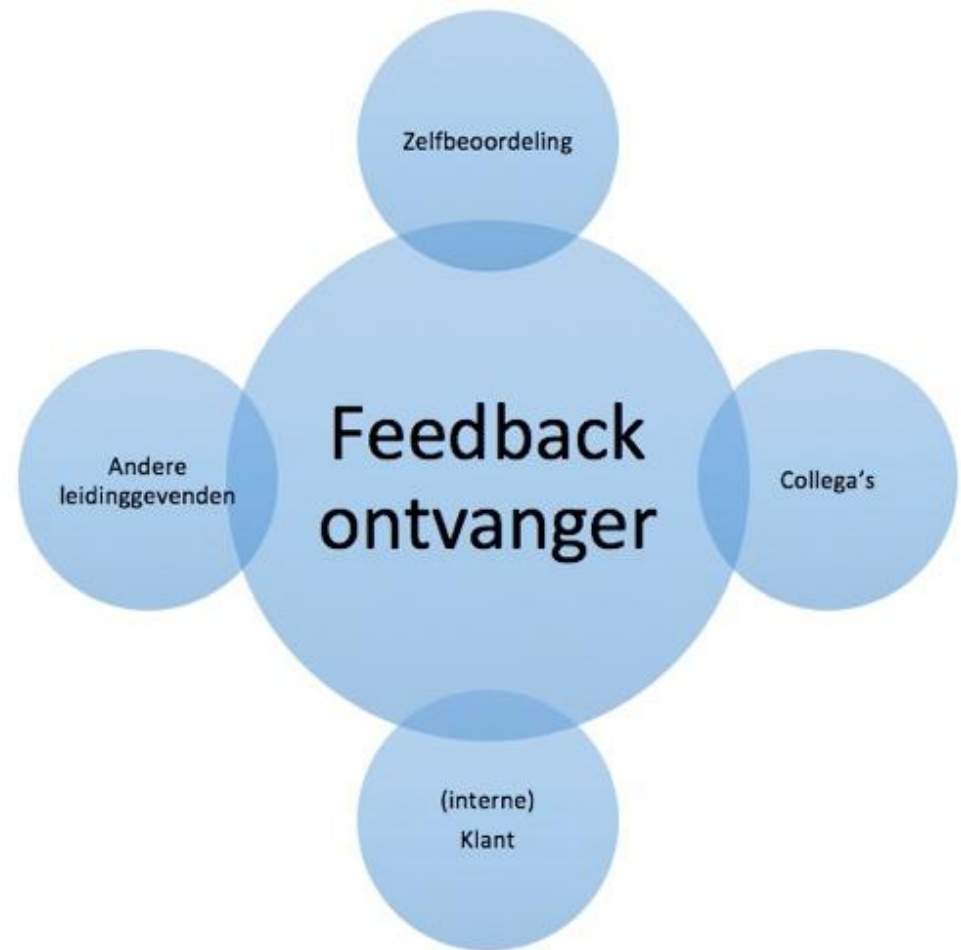 Zelfbeoordeling
Andere
leidinggevenden
Feedback
ontvanger
Collega's
(interne)
Klant